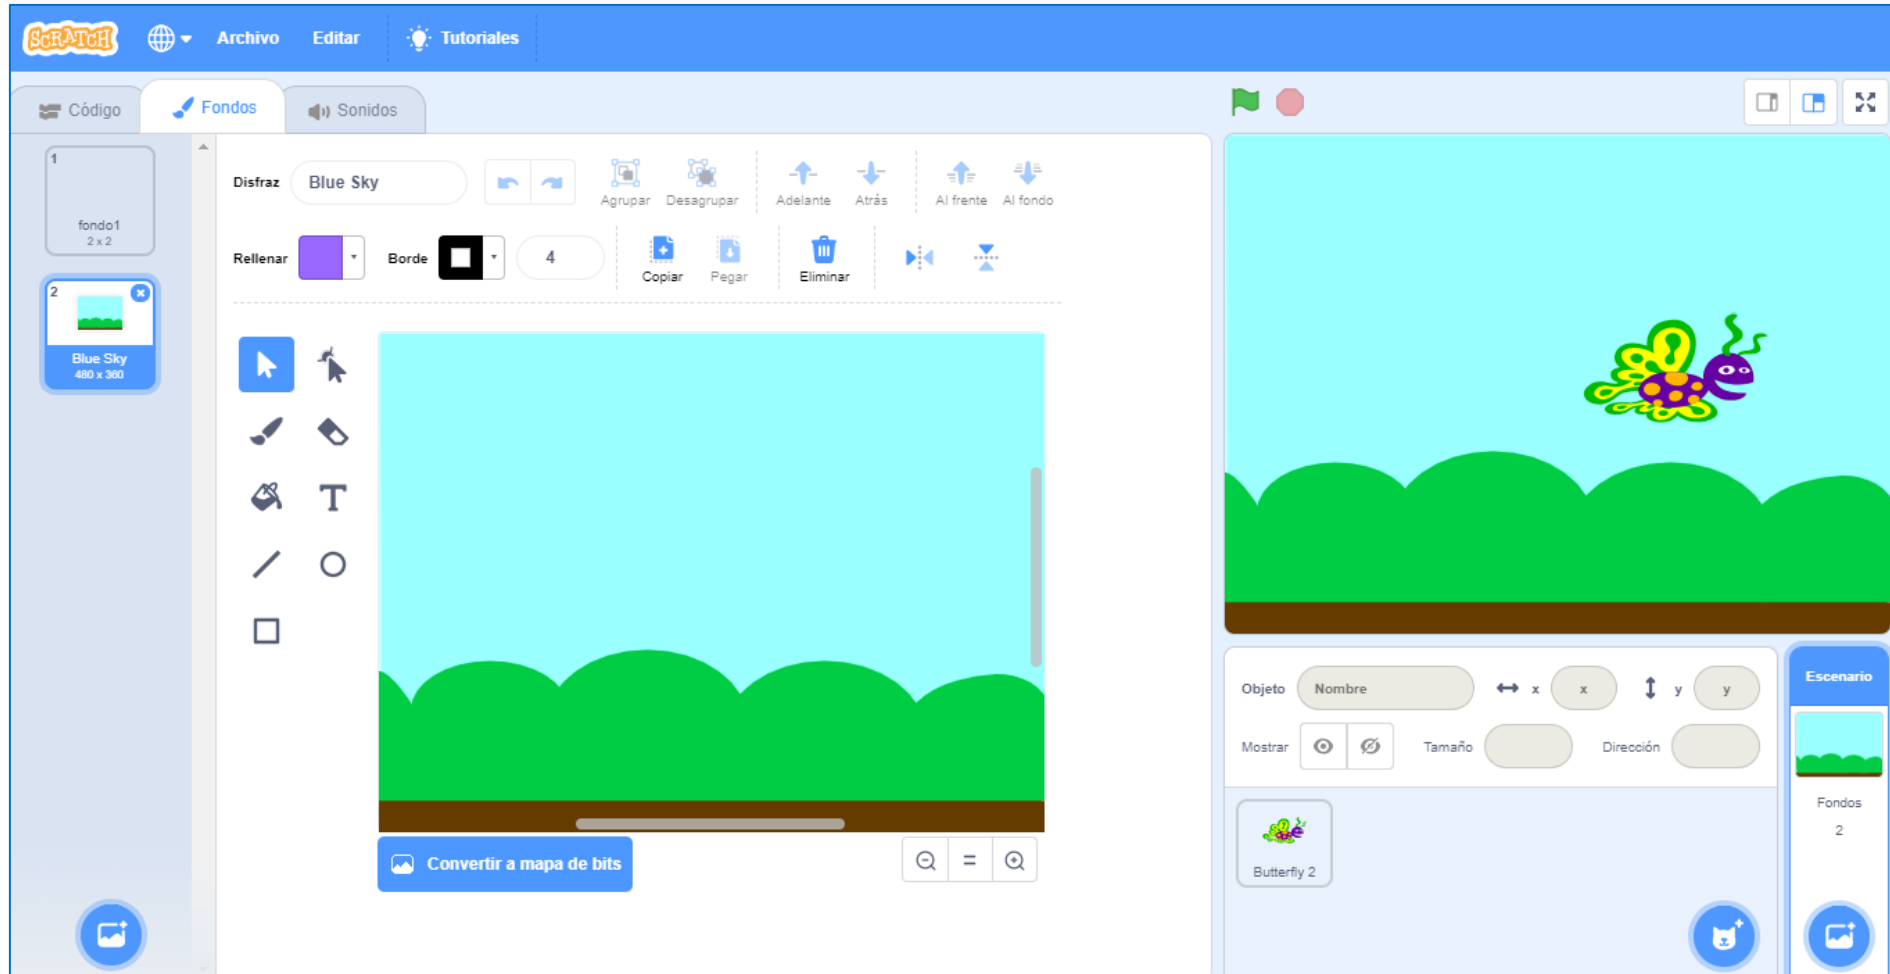 SCRATCH
Archivo
Editar
Tutoriales
Código
Fondos
Sonidos
1
fondo1
2 x 2
2
Blue Sky
480 x 360
Disfraz
Blue Sky
Agrupar
Desagrupar
Adelante
Atrás
Al frente
Al fondo
Rellenar
Borde
4
Copiar
Pegar
Eliminar
T
Convertir a mapa de bits
=
Objeto
Nombre
x
x
y
y
Mostrar
Tamaño
Dirección
Butterfly 2
Escenario
Fondos
2